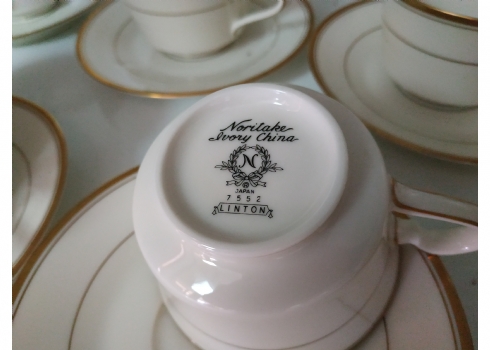 Noritake
Ivory China
N
JAPAN
7552
LINTON